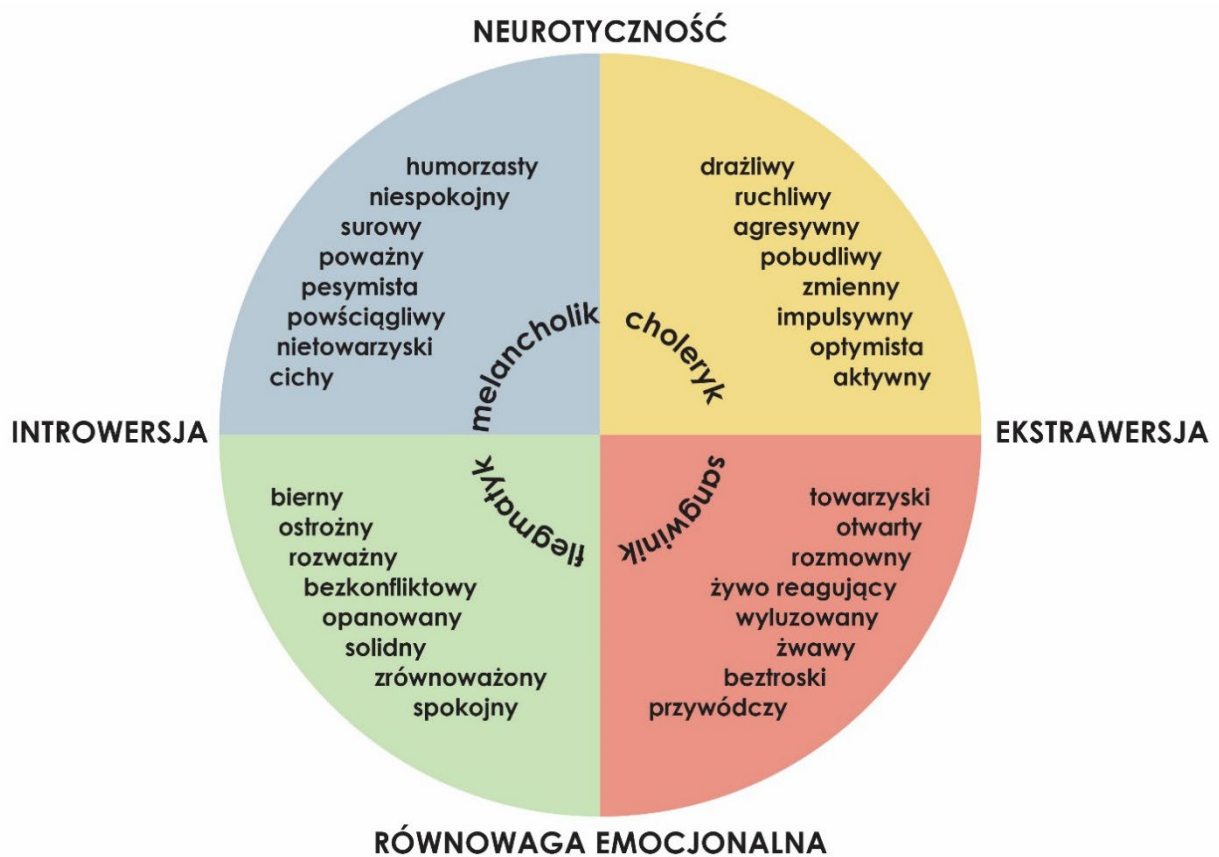 NEUROTYCZNOŚĆ
humorzasty
niespokojny
surowy
poważny
pesymista
powściągliwy
nietowarzyski
cichy
melancholik
drażliwy
ruchliwy
agresywny
pobudliwy
zmienny
impulsywny
optymista
aktywny
choleryk
INTROWERSJA
EKSTRAWERSJA
bierny
ostrożny
rozważny
bezkonfliktowy
opanowany
solidny
zrównoważony
spokojny
flegmatyk
towarzyski
otwarty
rozmowny
żywo reagujący
wyluzowany
żwawy
beztroski
przywódczy
sangwinik
RÓWNOWAGA EMOCJONALNA